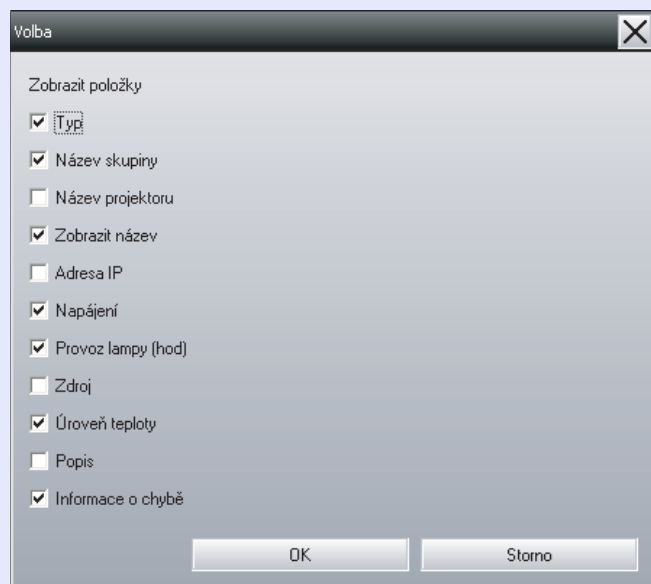 Volba
Zobrazit položky
Typ
Název skupiny
Název projektoru
Zobrazit název
Adresa IP
Napájení
Provoz lampy (hod)
Zdroj
Úroveň teploty
Popis
Informace o chybě
OK Storno